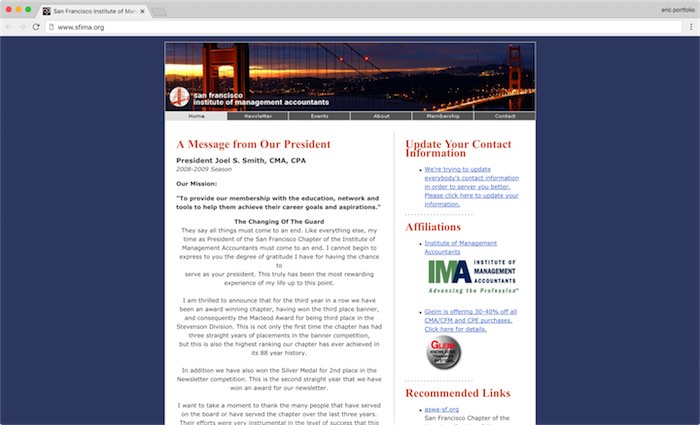 San Francisco Institute of Man
eric.portfolio
www.sfima.org
san francisco
institute of management accountants
Home
Newsletter
Events
About
Membership
Contact
A Message from Our President
President Joel S. Smith, CMA, CPA
2008-2009 Season
Our Mission:
"To provide our membership with the education, network and
tools to help them achieve their career goals and aspirations."
The Changing Of The Guard
They say all things must come to an end. Like everything else, my
time as President of the San Francisco Chapter of the Institute of
Management Accountants must come to an end. I cannot begin to
express to you the degree of gratitude I have for having the chance
to
serve as your president. This truly has been the most rewarding
experience of my life up to this point.
I am thrilled to announce that for the third year in a row we have
been an award winning chapter, having won the third place banner,
and consequently the Macleod Award for being third place in the
Stevenson Division. This is not only the first time the chapter has had
three straight years of placements in the banner competition,
but this is also the highest ranking our chapter has ever achieved in
its 88 year history.
In addition we have also won the Silver Medal for 2nd place in the
Newsletter competition. This is the second straight year that we have
won an award for our newsletter.
I want to take a moment to thank the many people that have served
on the board or have served the chapter over the last three years.
Their efforts were very instrumental in the level of success that this
Update Your Contact
Information
We're trying to update
everybody's contact information
in order to server you better.
Please click here to update your
information.
Affiliations
Institute of Management
Accountants
IMA INSTITUTE OF
MANAGEMENT
ACCOUNTANTS
Advancing the Profession
Gleim is offering 30-40% off all
CMA/CFM and CPE purchases.
Click here for details.
GLEIM
Recommended Links
aswa-sf.org
San Francisco Chapter of the